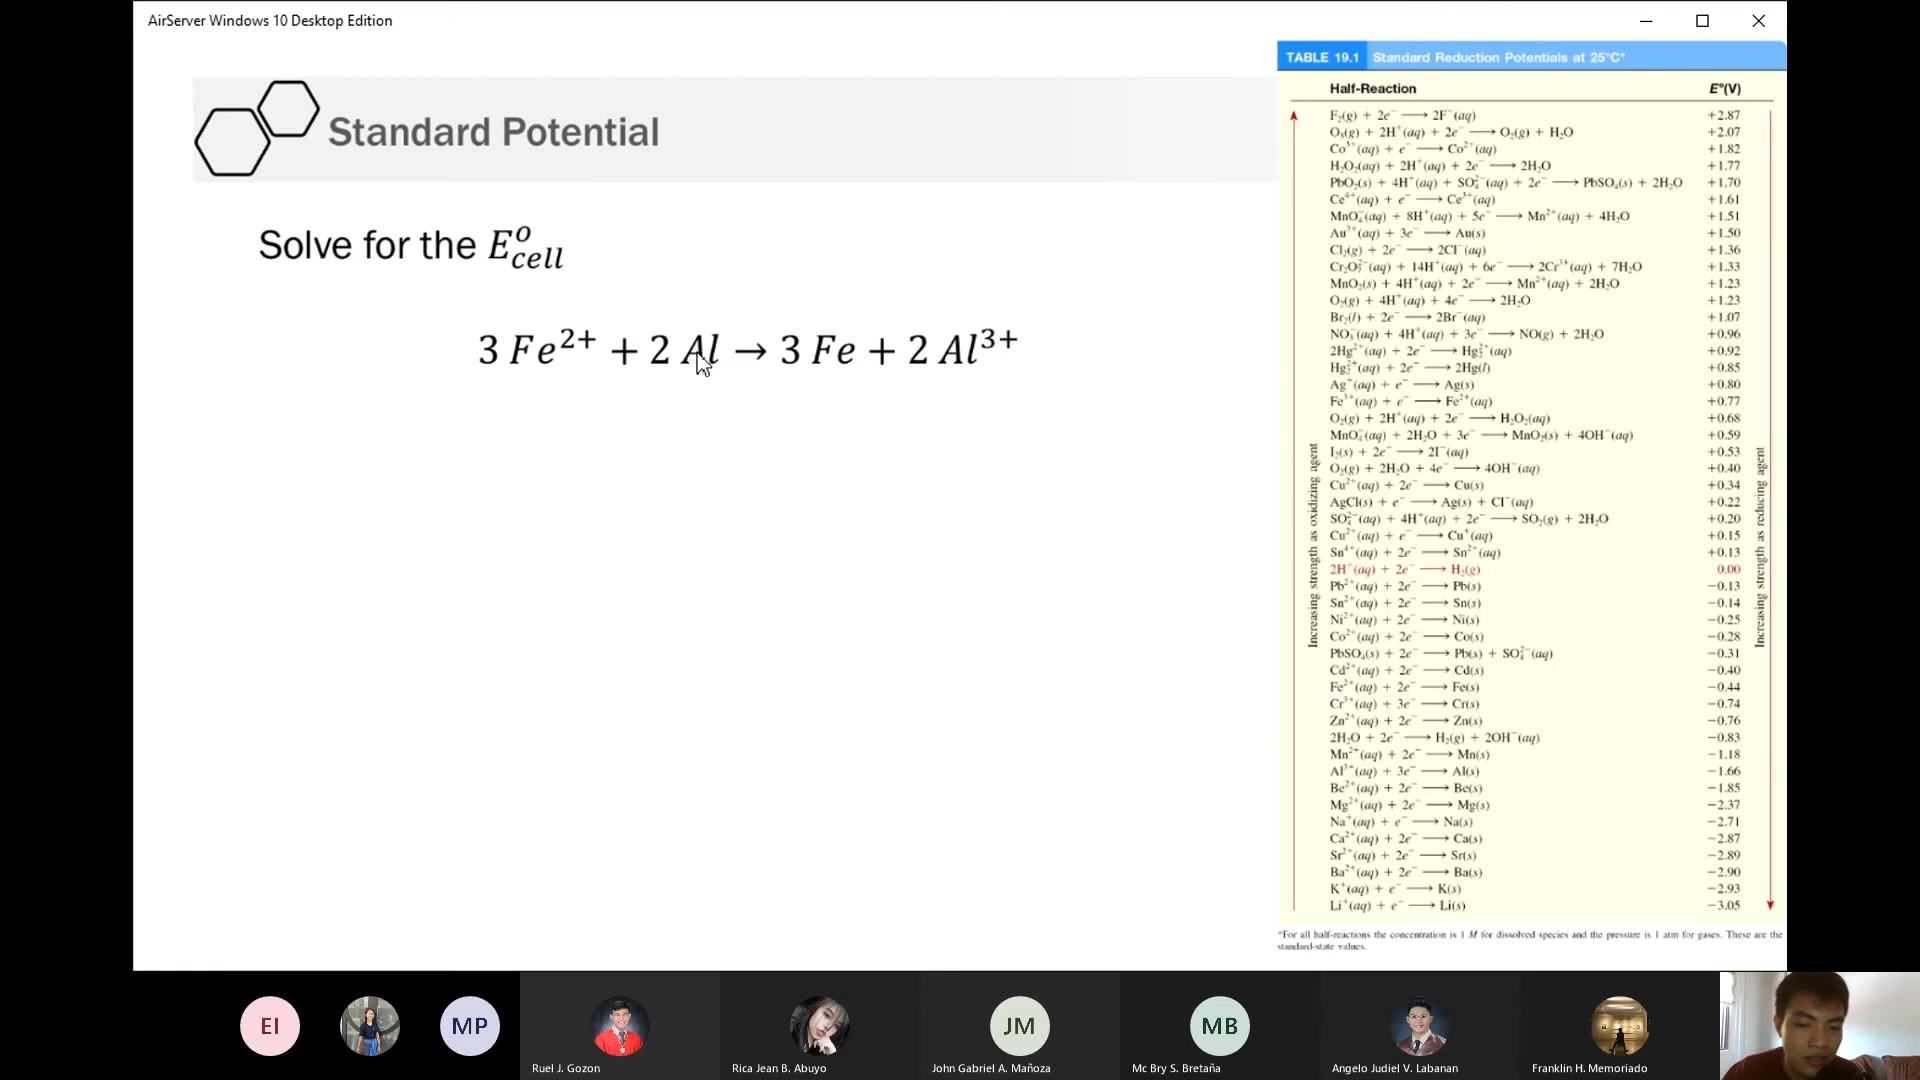 AirServer Windows 10 Desktop Edition
Standard Potential
Solve for the E°cell
3 Fe²⁺ + 2 Al → 3 Fe + 2 Al³⁺
TABLE 19.1 Standard Reduction Potentials at 25°C*
Half-Reaction E°(V)
F₂(g) + 2e⁻ ⟶ 2F⁻(aq) +2.87
O₃(g) + 2H⁺(aq) + 2e⁻ ⟶ O₂(g) + H₂O +2.07
Co³⁺(aq) + e⁻ ⟶ Co²⁺(aq) +1.82
H₂O₂(aq) + 2H⁺(aq) + 2e⁻ ⟶ 2H₂O +1.77
PbO₂(s) + 4H⁺(aq) + SO₄²⁻(aq) + 2e⁻ ⟶ PbSO₄(s) + 2H₂O +1.70
Ce⁴⁺(aq) + e⁻ ⟶ Ce³⁺(aq) +1.61
MnO₄⁻(aq) + 8H⁺(aq) + 5e⁻ ⟶ Mn²⁺(aq) + 4H₂O +1.51
Au³⁺(aq) + 3e⁻ ⟶ Au(s) +1.50
Cl₂(g) + 2e⁻ ⟶ 2Cl⁻(aq) +1.36
Cr₂O₇²⁻(aq) + 14H⁺(aq) + 6e⁻ ⟶ 2Cr³⁺(aq) + 7H₂O +1.33
MnO₂(s) + 4H⁺(aq) + 2e⁻ ⟶ Mn²⁺(aq) + 2H₂O +1.23
O₂(g) + 4H⁺(aq) + 4e⁻ ⟶ 2H₂O +1.23
Br₂(l) + 2e⁻ ⟶ 2Br⁻(aq) +1.07
NO₃⁻(aq) + 4H⁺(aq) + 3e⁻ ⟶ NO(g) + 2H₂O +0.96
2Hg²⁺(aq) + 2e⁻ ⟶ Hg₂²⁺(aq) +0.92
Hg₂²⁺(aq) + 2e⁻ ⟶ 2Hg(l) +0.85
Ag⁺(aq) + e⁻ ⟶ Ag(s) +0.80
Fe³⁺(aq) + e⁻ ⟶ Fe²⁺(aq) +0.77
O₂(g) + 2H⁺(aq) + 2e⁻ ⟶ H₂O₂(aq) +0.68
MnO₄⁻(aq) + 2H₂O + 3e⁻ ⟶ MnO₂(s) + 4OH⁻(aq) +0.59
I₂(s) + 2e⁻ ⟶ 2I⁻(aq) +0.53
O₂(g) + 2H₂O + 4e⁻ ⟶ 4OH⁻(aq) +0.40
Cu²⁺(aq) + 2e⁻ ⟶ Cu(s) +0.34
AgCl(s) + e⁻ ⟶ Ag(s) + Cl⁻(aq) +0.22
SO₄²⁻(aq) + 4H⁺(aq) + 2e⁻ ⟶ SO₂(g) + 2H₂O +0.20
Cu²⁺(aq) + e⁻ ⟶ Cu⁺(aq) +0.15
Sn⁴⁺(aq) + 2e⁻ ⟶ Sn²⁺(aq) +0.13
2H⁺(aq) + 2e⁻ ⟶ H₂(g) 0.00
Pb²⁺(aq) + 2e⁻ ⟶ Pb(s) −0.13
Sn²⁺(aq) + 2e⁻ ⟶ Sn(s) −0.14
Ni²⁺(aq) + 2e⁻ ⟶ Ni(s) −0.25
Co²⁺(aq) + 2e⁻ ⟶ Co(s) −0.28
PbSO₄(s) + 2e⁻ ⟶ Pb(s) + SO₄²⁻(aq) −0.31
Cd²⁺(aq) + 2e⁻ ⟶ Cd(s) −0.40
Fe²⁺(aq) + 2e⁻ ⟶ Fe(s) −0.44
Cr³⁺(aq) + 3e⁻ ⟶ Cr(s) −0.74
Zn²⁺(aq) + 2e⁻ ⟶ Zn(s) −0.76
2H₂O + 2e⁻ ⟶ H₂(g) + 2OH⁻(aq) −0.83
Mn²⁺(aq) + 2e⁻ ⟶ Mn(s) −1.18
Al³⁺(aq) + 3e⁻ ⟶ Al(s) −1.66
Be²⁺(aq) + 2e⁻ ⟶ Be(s) −1.85
Mg²⁺(aq) + 2e⁻ ⟶ Mg(s) −2.37
Na⁺(aq) + e⁻ ⟶ Na(s) −2.71
Ca²⁺(aq) + 2e⁻ ⟶ Ca(s) −2.87
Sr²⁺(aq) + 2e⁻ ⟶ Sr(s) −2.89
Ba²⁺(aq) + 2e⁻ ⟶ Ba(s) −2.90
K⁺(aq) + e⁻ ⟶ K(s) −2.93
Li⁺(aq) + e⁻ ⟶ Li(s) −3.05
Increasing strength as oxidizing agent
Increasing strength as reducing agent
*For all half-reactions the concentration is 1 M for dissolved species and the pressure is 1 atm for gases. These are the
standard-state values.
EI
MP
JM
MB
Ruel J. Gozon
Rica Jean B. Abuyo
John Gabriel A. Mañoza
Mc Bry S. Bretaña
Angelo Judiel V. Labanan
Franklin H. Memoriado